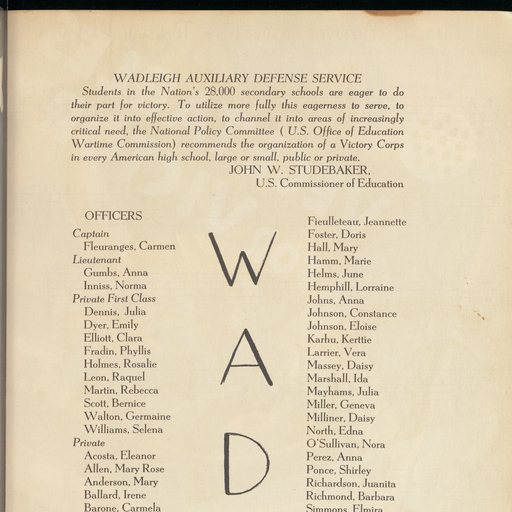 WADLEIGH AUXILIARY DEFENSE SERVICE
Students in the Nation's 28,000 secondary schools are eager to do
their part for victory. To utilize more fully this eagerness to serve, to
organize it into effective action, to channel it into areas of increasingly
critical need, the National Policy Committee ( U.S. Office of Education
Wartime Commission) recommends the organization of a Victory Corps
in every American high school, large or small, public or private.
JOHN W. STUDEBAKER,
U.S. Commissioner of Education
OFFICERS
Captain
Fleuranges, Carmen
Lieutenant
Gumbs, Anna
Inniss, Norma
Private First Class
Dennis, Julia
Dyer, Emily
Elliott, Clara
Fradin, Phyllis
Holmes, Rosalie
Leon, Raquel
Martin, Rebecca
Scott, Bernice
Walton, Germaine
Williams, Selena
Private
Acosta, Eleanor
Allen, Mary Rose
Anderson, Mary
Ballard, Irene
Barone, Carmela
W
A
D
Fieulleteau, Jeannette
Foster, Doris
Hall, Mary
Hamm, Marie
Helms, June
Hemphill, Lorraine
Johns, Anna
Johnson, Constance
Johnson, Eloise
Karhu, Kerttie
Larrier, Vera
Massey, Daisy
Marshall, Ida
Mayhams, Julia
Miller, Geneva
Milliner, Daisy
North, Edna
O'Sullivan, Nora
Perez, Anna
Ponce, Shirley
Richardson, Juanita
Richmond, Barbara
Simmons, Elmira